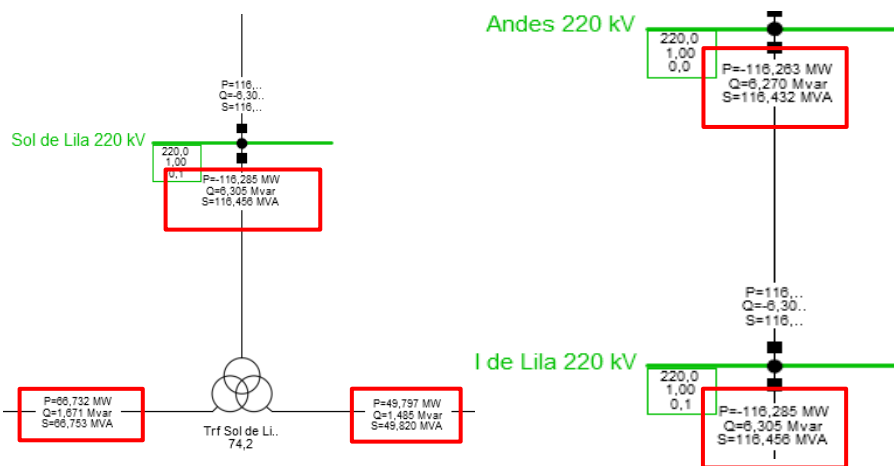 P=116,..
Q=-6,30..
S=116,..
Sol de Lila 220 kV
220,0
1,00
0,1
P=-116,285 MW
Q=6,305 Mvar
S=116,456 MVA
P=66,732 MW
Q=1,671 Mvar
S=66,753 MVA
P=49,797 MW
Q=1,485 Mvar
S=49,820 MVA
Trf Sol de Li..
74,2
Andes 220 kV
220,0
1,00
0,0
P=-116,263 MW
Q=6,270 Mvar
S=116,432 MVA
P=116,..
Q=-6,30..
S=116,..
l de Lila 220 kV
220,0
1,00
0,1
P=-116,285 MW
Q=6,305 Mvar
S=116,456 MVA